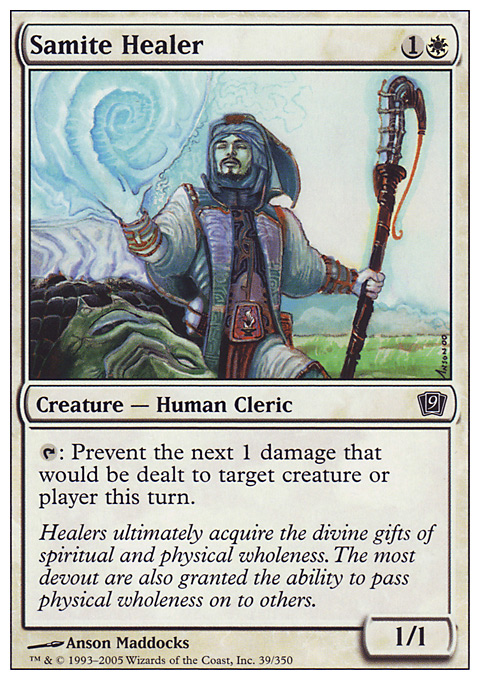 Samite Healer 1
ANSON 00
Creature — Human Cleric 9
: Prevent the next 1 damage that
would be dealt to target creature or
player this turn.
Healers ultimately acquire the divine gifts of
spiritual and physical wholeness. The most
devout are also granted the ability to pass
physical wholeness on to others.
Anson Maddocks
1/1
™ & © 1993–2005 Wizards of the Coast, Inc. 39/350